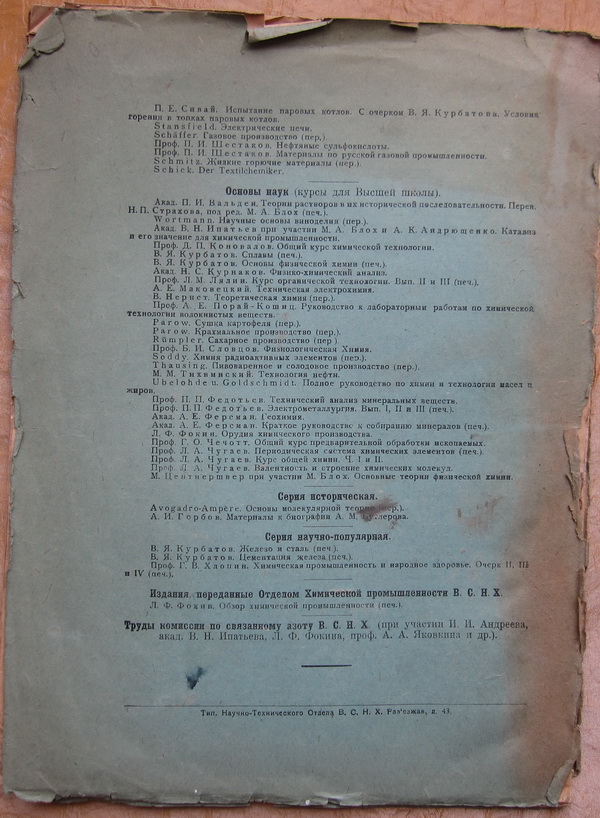 П. Е. Сивай. Испытание паровых котлов. С очерком В. Я. Курбатова. Условия
горения в топках паровых котлов.
Stansfield. Электрические печи.
Schäffer. Газовое производство (пер.)
Проф. П. И. Шестаков. Нефтяные сульфокислоты.
Проф. П. И. Шестаков. Материалы по русской газовой промышленности.
Schmitz. Жидкие горючие материалы (пер.).
Schick. Der Textilchemiker.
Основы наук (курсы для Высшей школы).
Акад. П. И. Вальден. Теории растворов в их исторической последовательности. Перев.
Н. П. Страхова, под ред. М. А. Блох (печ.).
Wortmann. Научные основы виноделия (пер.).
Акад. В. Н. Ипатьев при участии М. А. Блох и А. К. Андрющенко. Катализ
и его значение для химической промышленности.
Проф. Д. П. Коновалов. Общий курс химической технологии.
В. Я. Курбатов. Сплавы (печ.).
В. Я. Курбатов. Основы физической химии (печ.).
Акад. Н. С. Курнаков. Физико-химический анализ.
Проф. Л. М. Лялин. Курс органической технологии. Вып. II и III (печ.).
А. Е. Маковецкий. Техническая электрохимия.
В. Нернст. Теоретическая химия (пер.).
Проф. А. Е. Порай-Кошиц. Руководство к лабораторным работам по химической
технологии волокнистых веществ.
Parow. Сушка картофеля (пер.).
Parow. Крахмальное производство (пер.).
Rümpler. Сахарное производство (пер.)
Проф. Б. И. Словцов. Физиологическая Химия.
Soddy. Химия радиоактивных элементов (пер.).
Thausing. Пивоваренное и солодовое производство (пер.).
М. М. Тихвинский. Технология нефти.
Ubelohde u. Goldschmidt. Полное руководство по химии и технологии масел и
жиров.
Проф. П. П. Федотьев. Технический анализ минеральных веществ.
Проф. П. П. Федотьев. Электрометаллургия. Вып. I, II и III (печ.).
Акад. А. Е. Ферсман. Геохимия.
Акад. А. Е. Ферсман. Краткое руководство к собиранию минералов (печ.).
Л. Ф. Фокин. Орудия химического производства.
Проф. Г. О. Чечотт. Общий курс предварительной обработки ископаемых.
Проф. Л. А. Чугаев. Периодическая система химических элементов (печ.).
Проф. Л. А. Чугаев. Курс общей химии. Ч. I и II.
Проф. Л. А. Чугаев. Валентность и строение химических молекул.
М. Центнершвер при участии М. Блох. Основные теории физической химии.
Серия историческая.
Avogadro-Ampère. Основы молекулярной теории (пер.).
А. И. Гербов. Материалы к биографии А. М. Бутлерова.
Серия научно-популярная.
В. Я. Курбатов. Железо и сталь (печ.).
В. Я. Курбатов. Цементация железа (печ.).
Проф. Г. В. Хлопин. Химическая промышленность и народное здоровье. Очерк II, III
и IV (печ.).
Издания, переданные Отделом Химической промышленности В. С. Н. Х.
Л. Ф. Фокин. Обзор химической промышленности (печ.).
Труды комиссии по связанному азоту В. С. Н. Х. (при участии И. И. Андреева,
акад. В. Н. Ипатьева, Л. Ф. Фокина, проф. А. А. Яковкина и др.).
Тип. Научно-Технического Отдела В. С. Н. Х. Раз'езжая, д. 43.